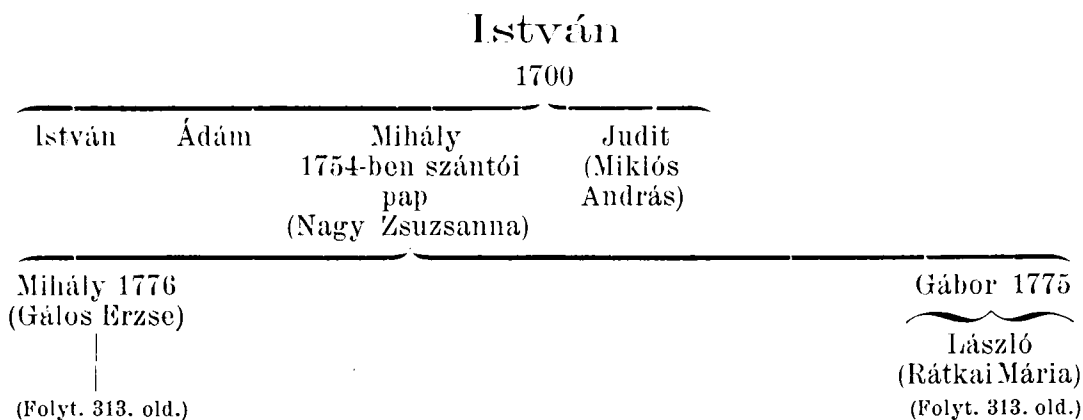 István
1700
István Ádám Mihály Judit
1754-ben szántói (Miklós
pap András)
(Nagy Zsuzsanna)
Mihály 1776 Gábor 1775
(Gálos Erzse)
László
(Rátkai Mária)
(Folyt. 313. old.) (Folyt. 313. old.)